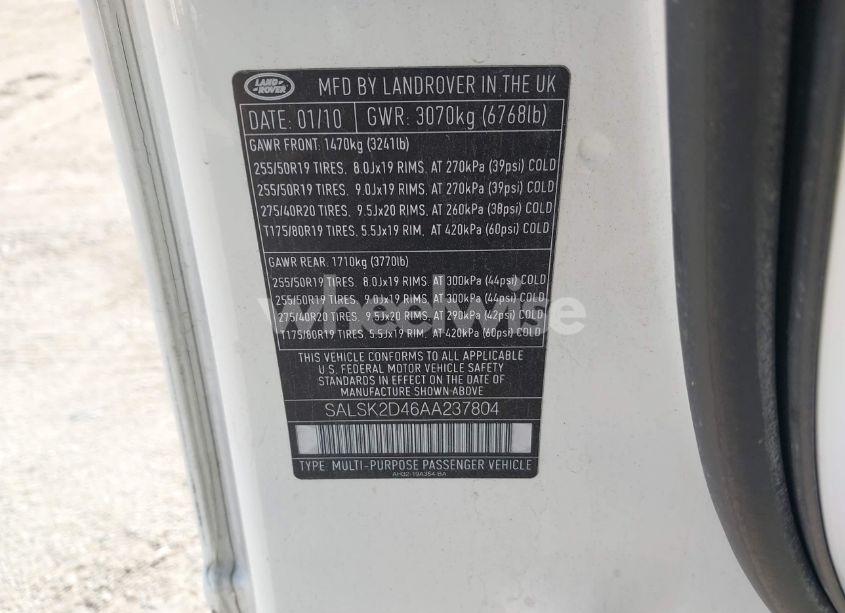 LAND
ROVER
MFD BY LANDROVER IN THE UK
DATE: 01/10 GWR: 3070kg (6768lb)
GAWR FRONT: 1470kg (3241lb)
255/50R19 TIRES, 8.0Jx19 RIMS, AT 270kPa (39psi) COLD
255/50R19 TIRES, 9.0Jx19 RIMS, AT 270kPa (39psi) COLD
275/40R20 TIRES, 9.5Jx20 RIMS, AT 260kPa (38psi) COLD
T175/80R19 TIRES, 5.5Jx19 RIM, AT 420kPa (60psi) COLD
GAWR REAR: 1710kg (3770lb)
255/50R19 TIRES, 8.0Jx19 RIMS, AT 300kPa (44psi) COLD
255/50R19 TIRES, 9.0Jx19 RIMS, AT 300kPa (44psi) COLD
275/40R20 TIRES, 9.5Jx20 RIMS, AT 290kPa (42psi) COLD
T175/80R19 TIRES, 5.5Jx19 RIM, AT 420kPa (60psi) COLD
wheelwise
THIS VEHICLE CONFORMS TO ALL APPLICABLE
U.S. FEDERAL MOTOR VEHICLE SAFETY
STANDARDS IN EFFECT ON THE DATE OF
MANUFACTURE SHOWN ABOVE
SALSK2D46AA237804
TYPE: MULTI-PURPOSE PASSENGER VEHICLE
AH32-19A354-BA